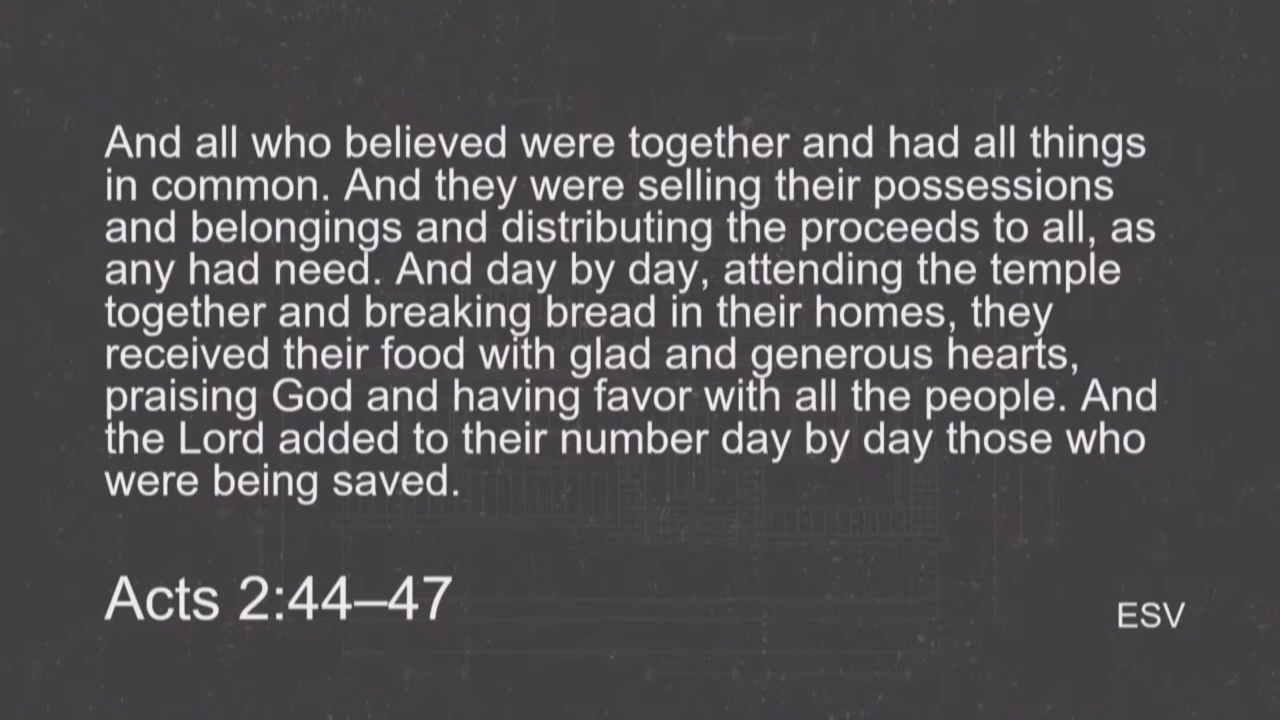 And all who believed were together and had all things
in common. And they were selling their possessions
and belongings and distributing the proceeds to all, as
any had need. And day by day, attending the temple
together and breaking bread in their homes, they
received their food with glad and generous hearts,
praising God and having favor with all the people. And
the Lord added to their number day by day those who
were being saved.
Acts 2:44–47
ESV